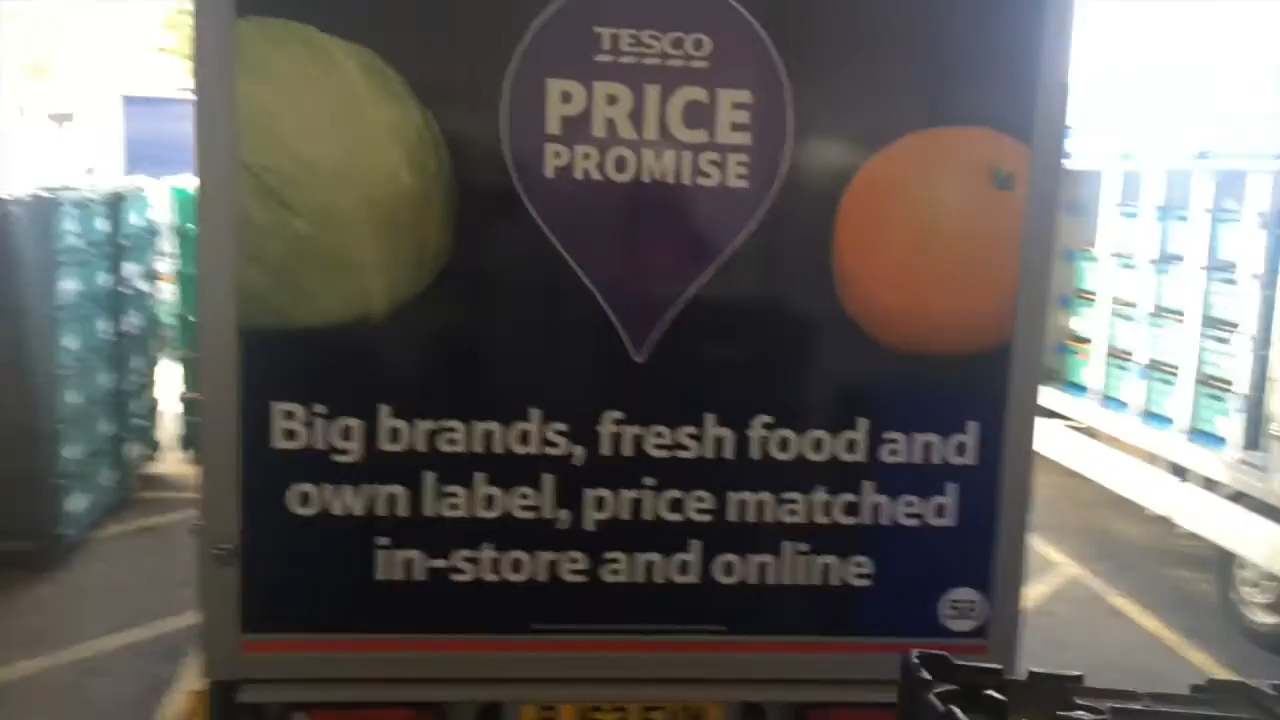 TESCO
PRICE
PROMISE
Big brands, fresh food and
own label, price matched
in-store and online